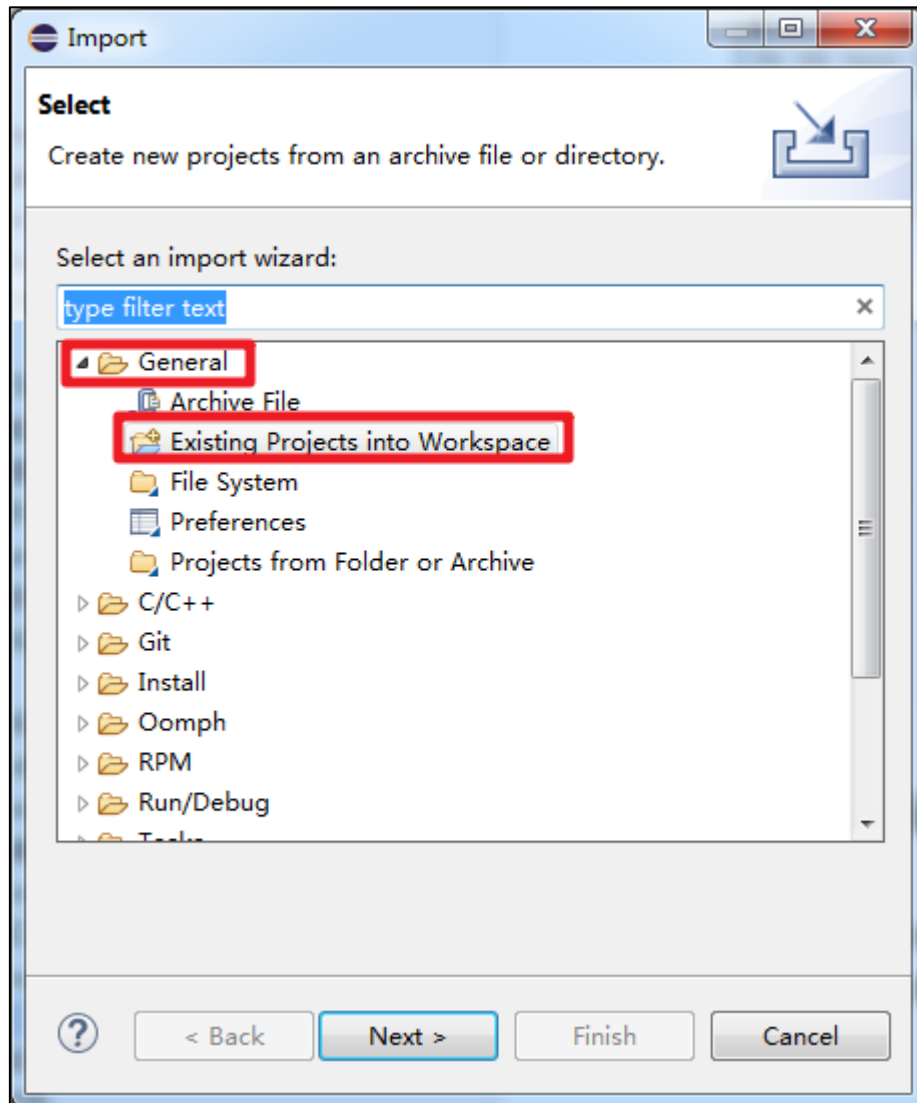 Import
Select
Create new projects from an archive file or directory.
Select an import wizard:
type filter text
General
Archive File
Existing Projects into Workspace
File System
Preferences
Projects from Folder or Archive
C/C++
Git
Install
Oomph
RPM
Run/Debug
< Back
Next >
Finish
Cancel